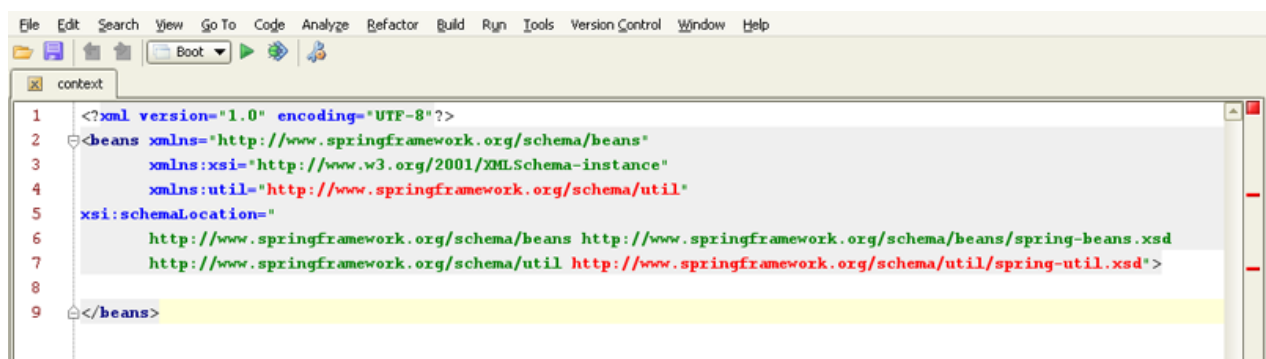 File Edit Search View Go To Code Analyze Refactor Build Run Tools Version Control Window Help
Boot
context
1 <?xml version="1.0" encoding="UTF-8"?>
2 <beans xmlns="http://www.springframework.org/schema/beans"
3 xmlns:xsi="http://www.w3.org/2001/XMLSchema-instance"
4 xmlns:util="http://www.springframework.org/schema/util"
5 xsi:schemaLocation="
6 http://www.springframework.org/schema/beans http://www.springframework.org/schema/beans/spring-beans.xsd
7 http://www.springframework.org/schema/util http://www.springframework.org/schema/util/spring-util.xsd">
8
9 </beans>